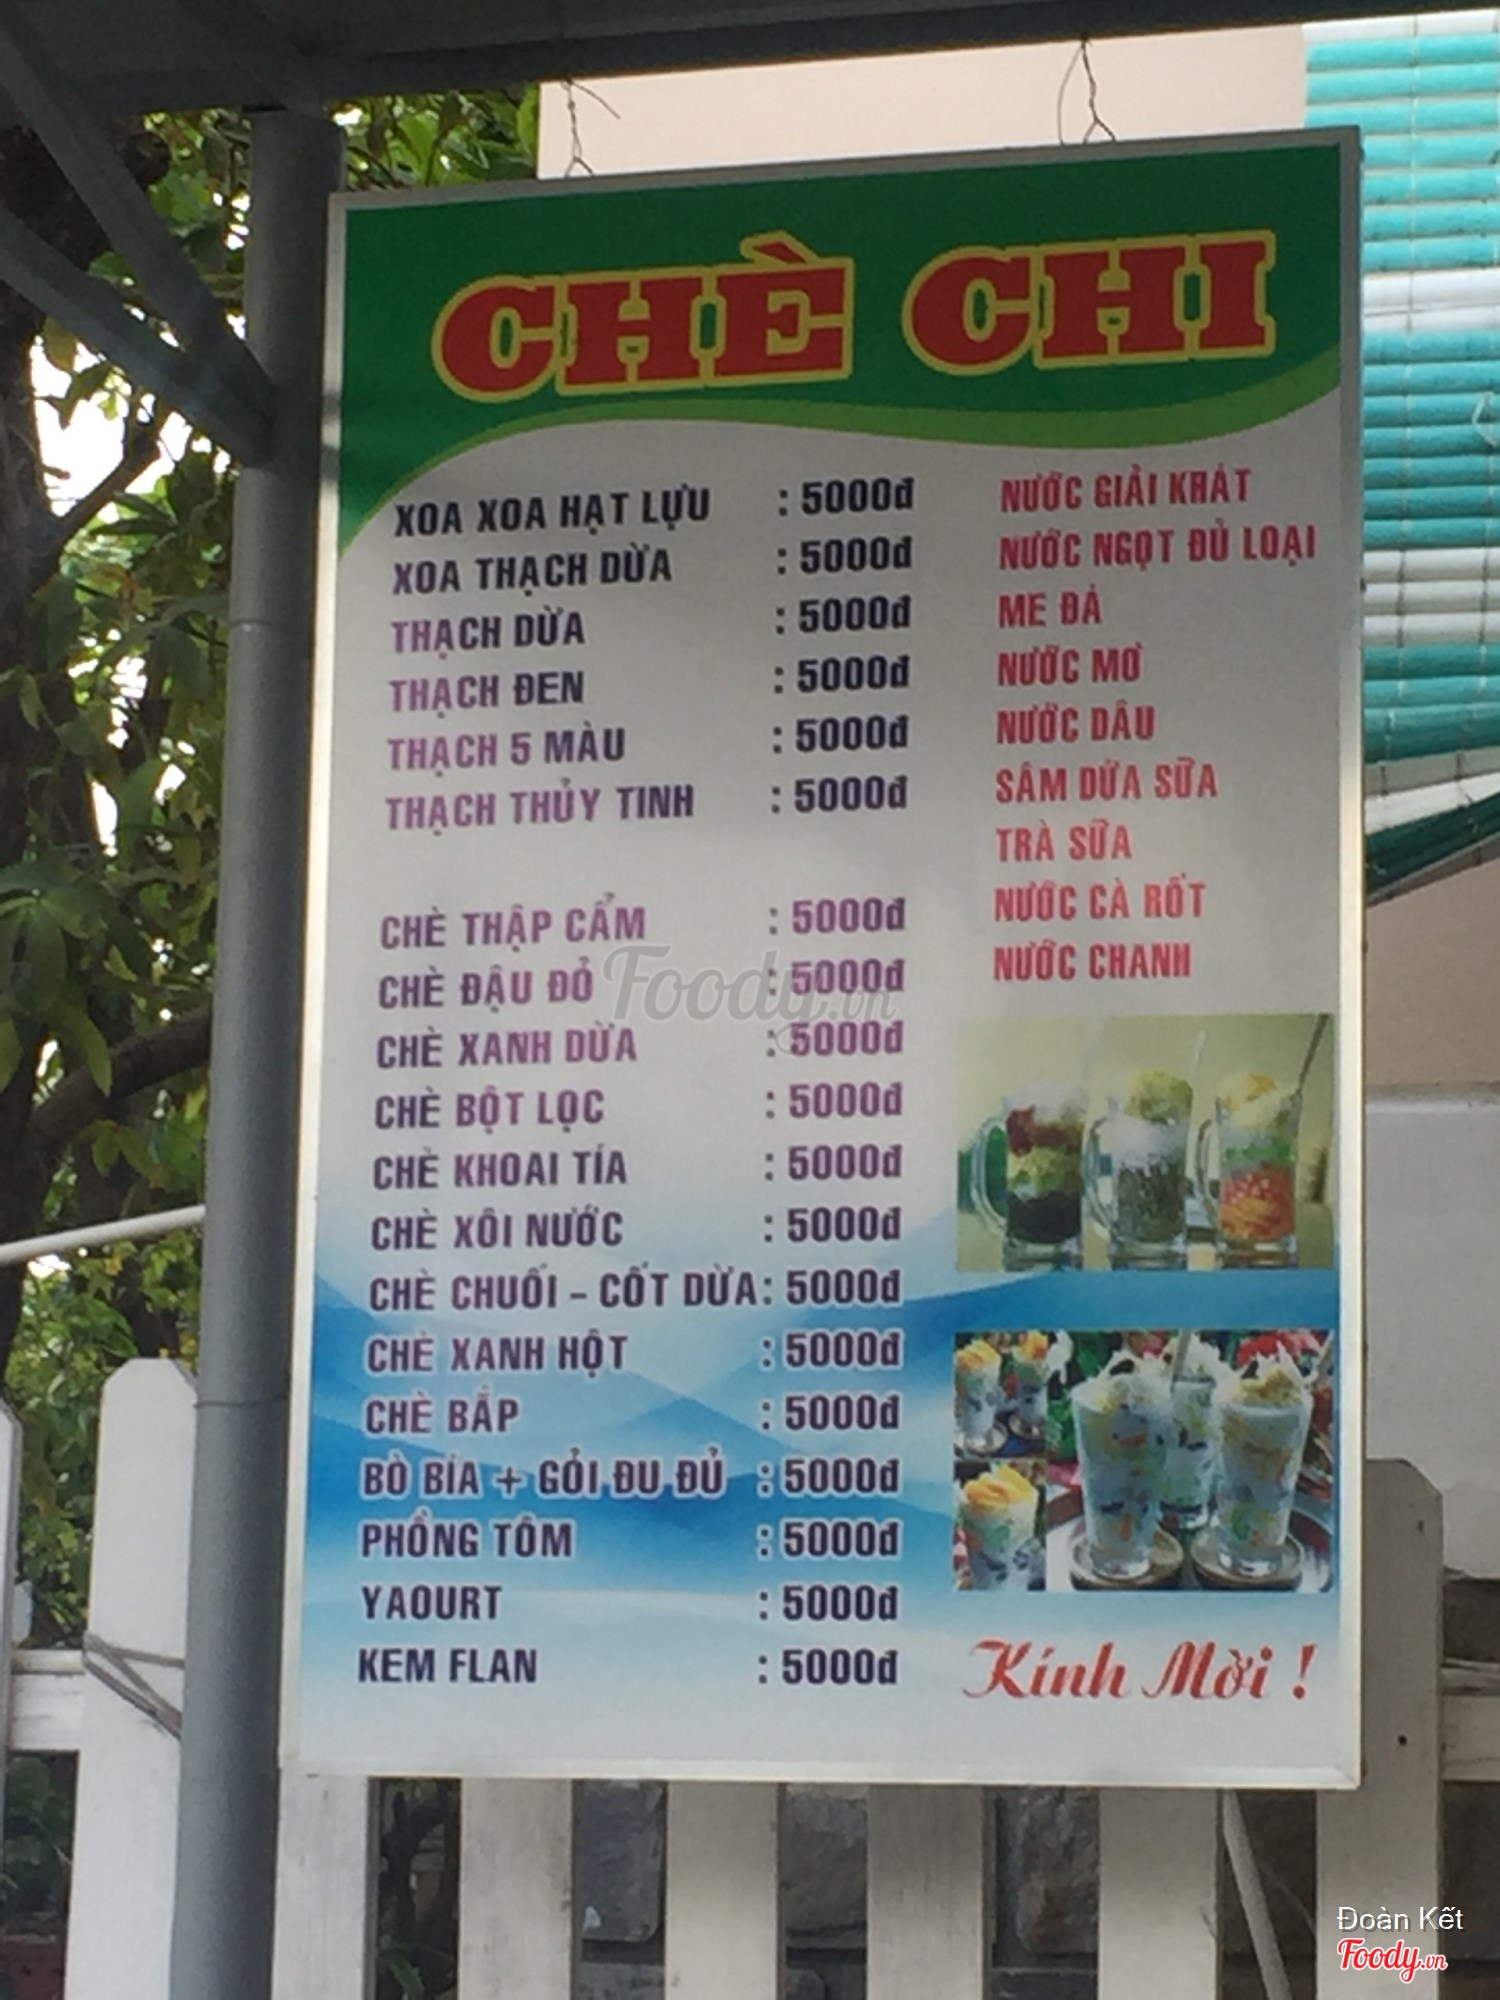 CHÈ CHI
XOA XOA HẠT LỰU : 5000đ
XOA THẠCH DỪA : 5000đ
THẠCH DỪA : 5000đ
THẠCH ĐEN : 5000đ
THẠCH 5 MÀU : 5000đ
THẠCH THỦY TINH : 5000đ
CHÈ THẬP CẨM : 5000đ
CHÈ ĐẬU ĐỎ : 5000đ
CHÈ XANH DỪA : 5000đ
CHÈ BỘT LỌC : 5000đ
CHÈ KHOAI TÍA : 5000đ
CHÈ XÔI NƯỚC : 5000đ
CHÈ CHUỐI – CỐT DỪA: 5000đ
CHÈ XANH HỘT : 5000đ
CHÈ BẮP : 5000đ
BÒ BÍA + GỎI ĐU ĐỦ : 5000đ
PHỒNG TÔM : 5000đ
YAOURT : 5000đ
KEM FLAN : 5000đ
NƯỚC GIẢI KHÁT
NƯỚC NGỌT ĐỦ LOẠI
ME ĐÁ
NƯỚC MƠ
NƯỚC DÂU
SÂM DỨA SỮA
TRÀ SỮA
NƯỚC CÀ RỐT
NƯỚC CHANH
Kính Mời !
Foody.vn
Đoàn Kết
Foody.vn